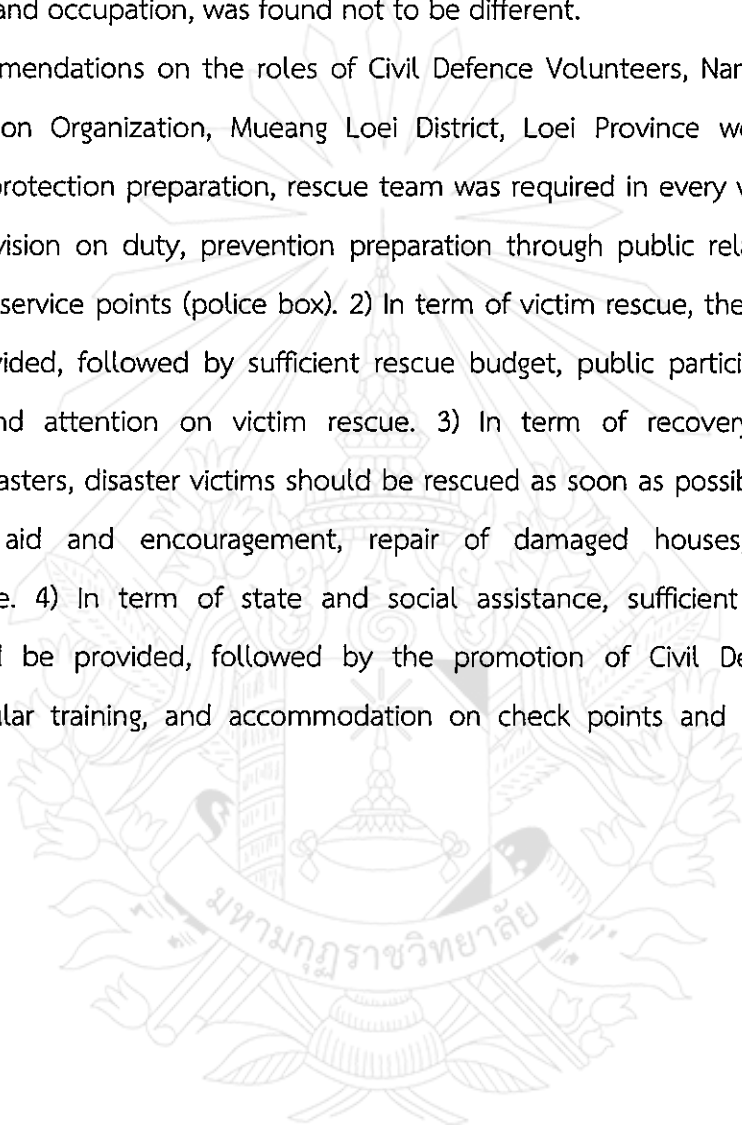 and occupation, was found not to be different.
mendations on the roles of Civil Defence Volunteers, Nan
on Organization, Mueang Loei District, Loei Province we
protection preparation, rescue team was required in every v
vision on duty, prevention preparation through public rela
service points (police box). 2) In term of victim rescue, the
vided, followed by sufficient rescue budget, public partici
nd attention on victim rescue. 3) In term of recovery
asters, disaster victims should be rescued as soon as possib
aid and encouragement, repair of damaged houses
e. 4) In term of state and social assistance, sufficient
d be provided, followed by the promotion of Civil De
ular training, and accommodation on check points and
มหามกุฏราชวิทยาลัย